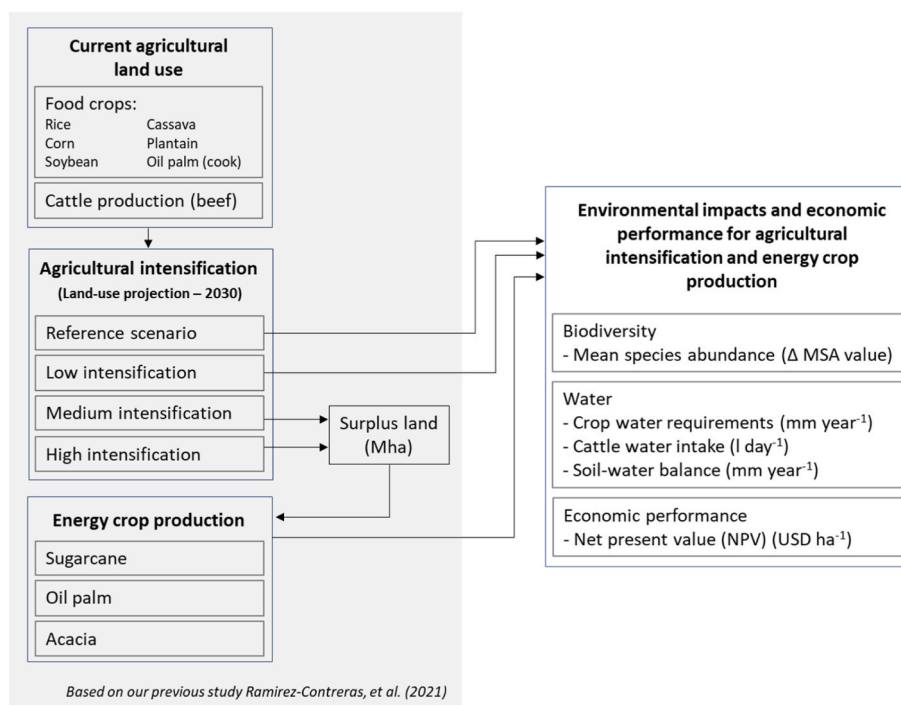 Current agricultural
land use
Food crops:
Rice Cassava
Corn Plantain
Soybean Oil palm (cook)
Cattle production (beef)
Agricultural intensification
(Land-use projection – 2030)
Reference scenario
Low intensification
Medium intensification
High intensification
Surplus land
(Mha)
Energy crop production
Sugarcane
Oil palm
Acacia
Based on our previous study Ramirez-Contreras, et al. (2021)
Environmental impacts and economic
performance for agricultural
intensification and energy crop
production
Biodiversity
- Mean species abundance (Δ MSA value)
Water
- Crop water requirements (mm year⁻¹)
- Cattle water intake (l day⁻¹)
- Soil-water balance (mm year⁻¹)
Economic performance
- Net present value (NPV) (USD ha⁻¹)